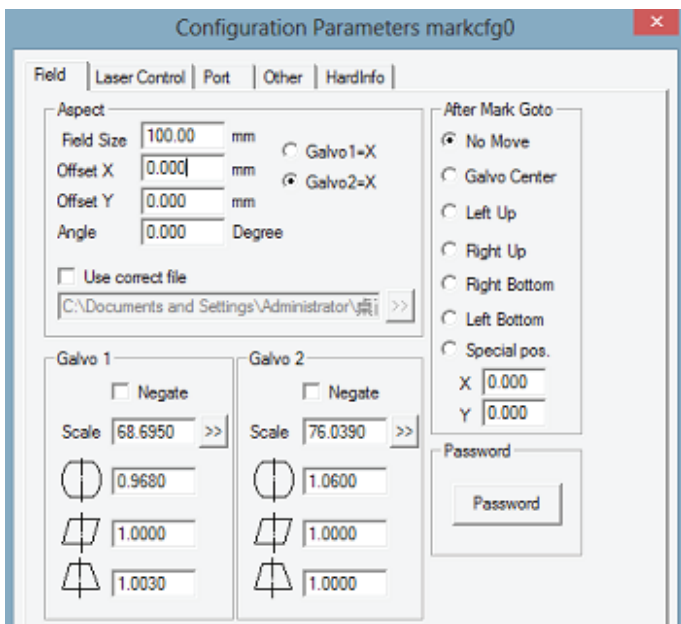 Configuration Parameters markcfg0
Field Laser Control Port Other HardInfo
Aspect
Field Size 100.00 mm
Offset X 0.000 mm
Offset Y 0.000 mm
Angle 0.000 Degree
Galvo1=X
Galvo2=X
Use correct file
C:\Documents and Settings\Administrator\桌 >>
After Mark Goto
No Move
Galvo Center
Left Up
Right Up
Right Bottom
Left Bottom
Special pos.
X 0.000
Y 0.000
Galvo 1
Negate
Scale 68.6950 >>
0.9680
1.0000
1.0030
Galvo 2
Negate
Scale 76.0390 >>
1.0600
1.0000
1.0000
Password
Password